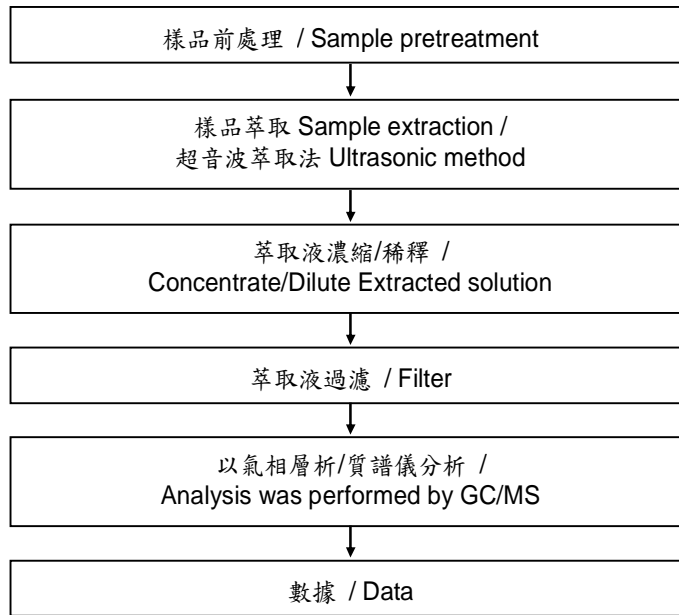 樣品前處理 / Sample pretreatment
樣品萃取 Sample extraction /
超音波萃取法 Ultrasonic method
萃取液濃縮/稀釋 /
Concentrate/Dilute Extracted solution
萃取液過濾 / Filter
以氣相層析/質譜儀分析 /
Analysis was performed by GC/MS
數據 / Data